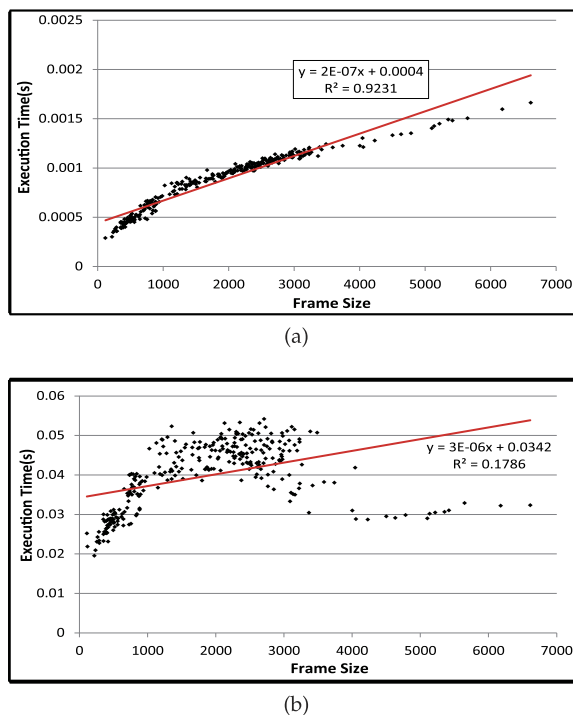 0.0025
0.002
0.0015
0.001
0.0005
0
Execution Time(s)
y = 2E-07x + 0.0004
R² = 0.9231
0 1000 2000 3000 4000 5000 6000 7000
Frame Size
(a)
0.06
0.05
0.04
0.03
0.02
0.01
0
Execution Time(s)
y = 3E-06x + 0.0342
R² = 0.1786
0 1000 2000 3000 4000 5000 6000 7000
Frame Size
(b)